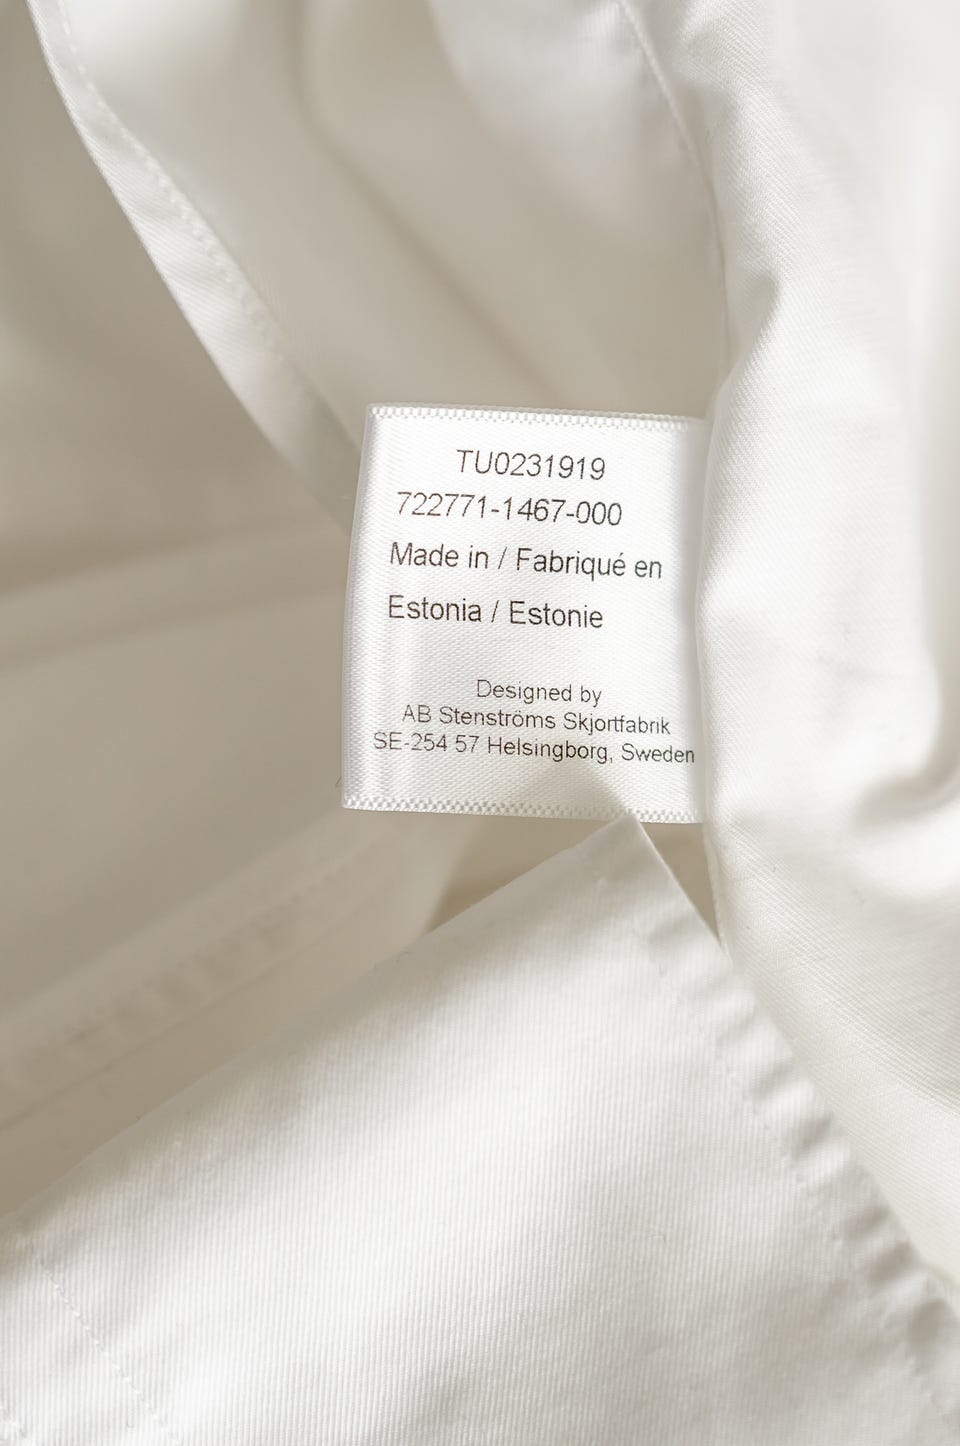 TU0231919
722771-1467-000
Made in / Fabriqué en
Estonia / Estonie
Designed by
AB Stenströms Skjortfabrik
SE-254 57 Helsingborg, Sweden